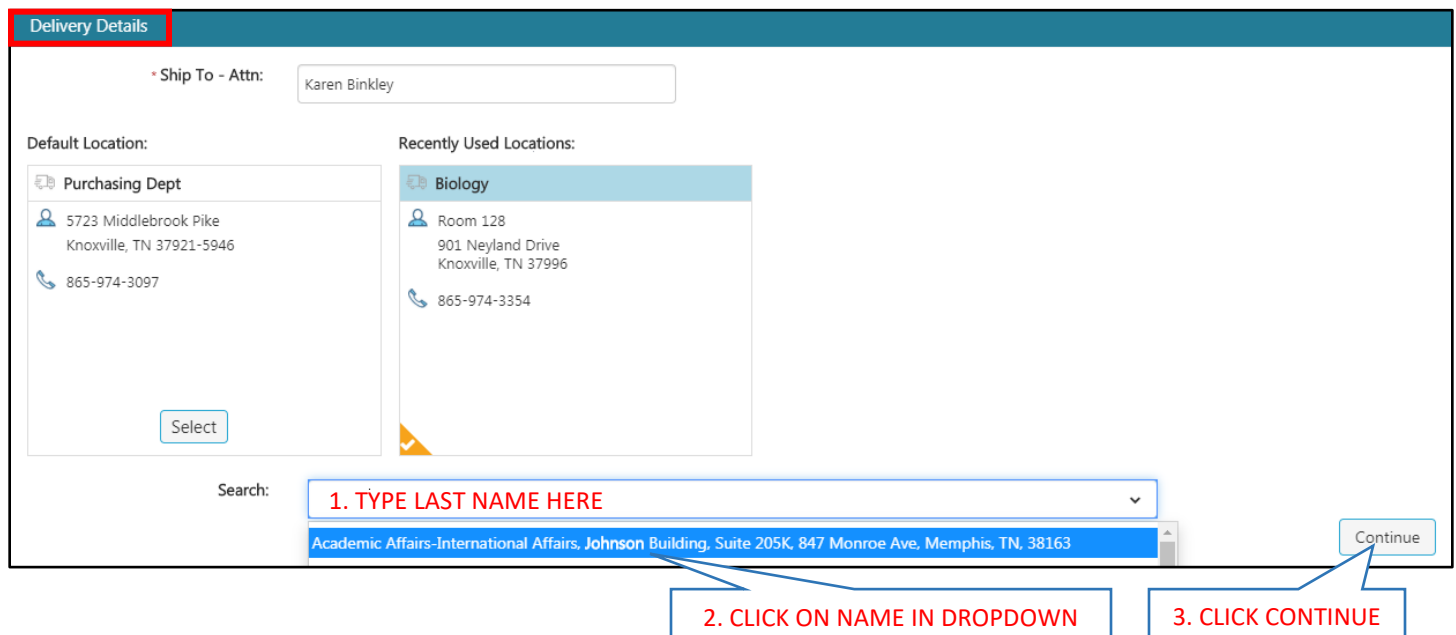 Delivery Details
* Ship To - Attn:
Karen Binkley
Default Location:
Recently Used Locations:
Purchasing Dept
5723 Middlebrook Pike
Knoxville, TN 37921-5946
865-974-3097
Select
Biology
Room 128
901 Neyland Drive
Knoxville, TN 37996
865-974-3354
Search:
1. TYPE LAST NAME HERE
Academic Affairs-International Affairs, Johnson Building, Suite 205K, 847 Monroe Ave, Memphis, TN, 38163
Continue
2. CLICK ON NAME IN DROPDOWN
3. CLICK CONTINUE